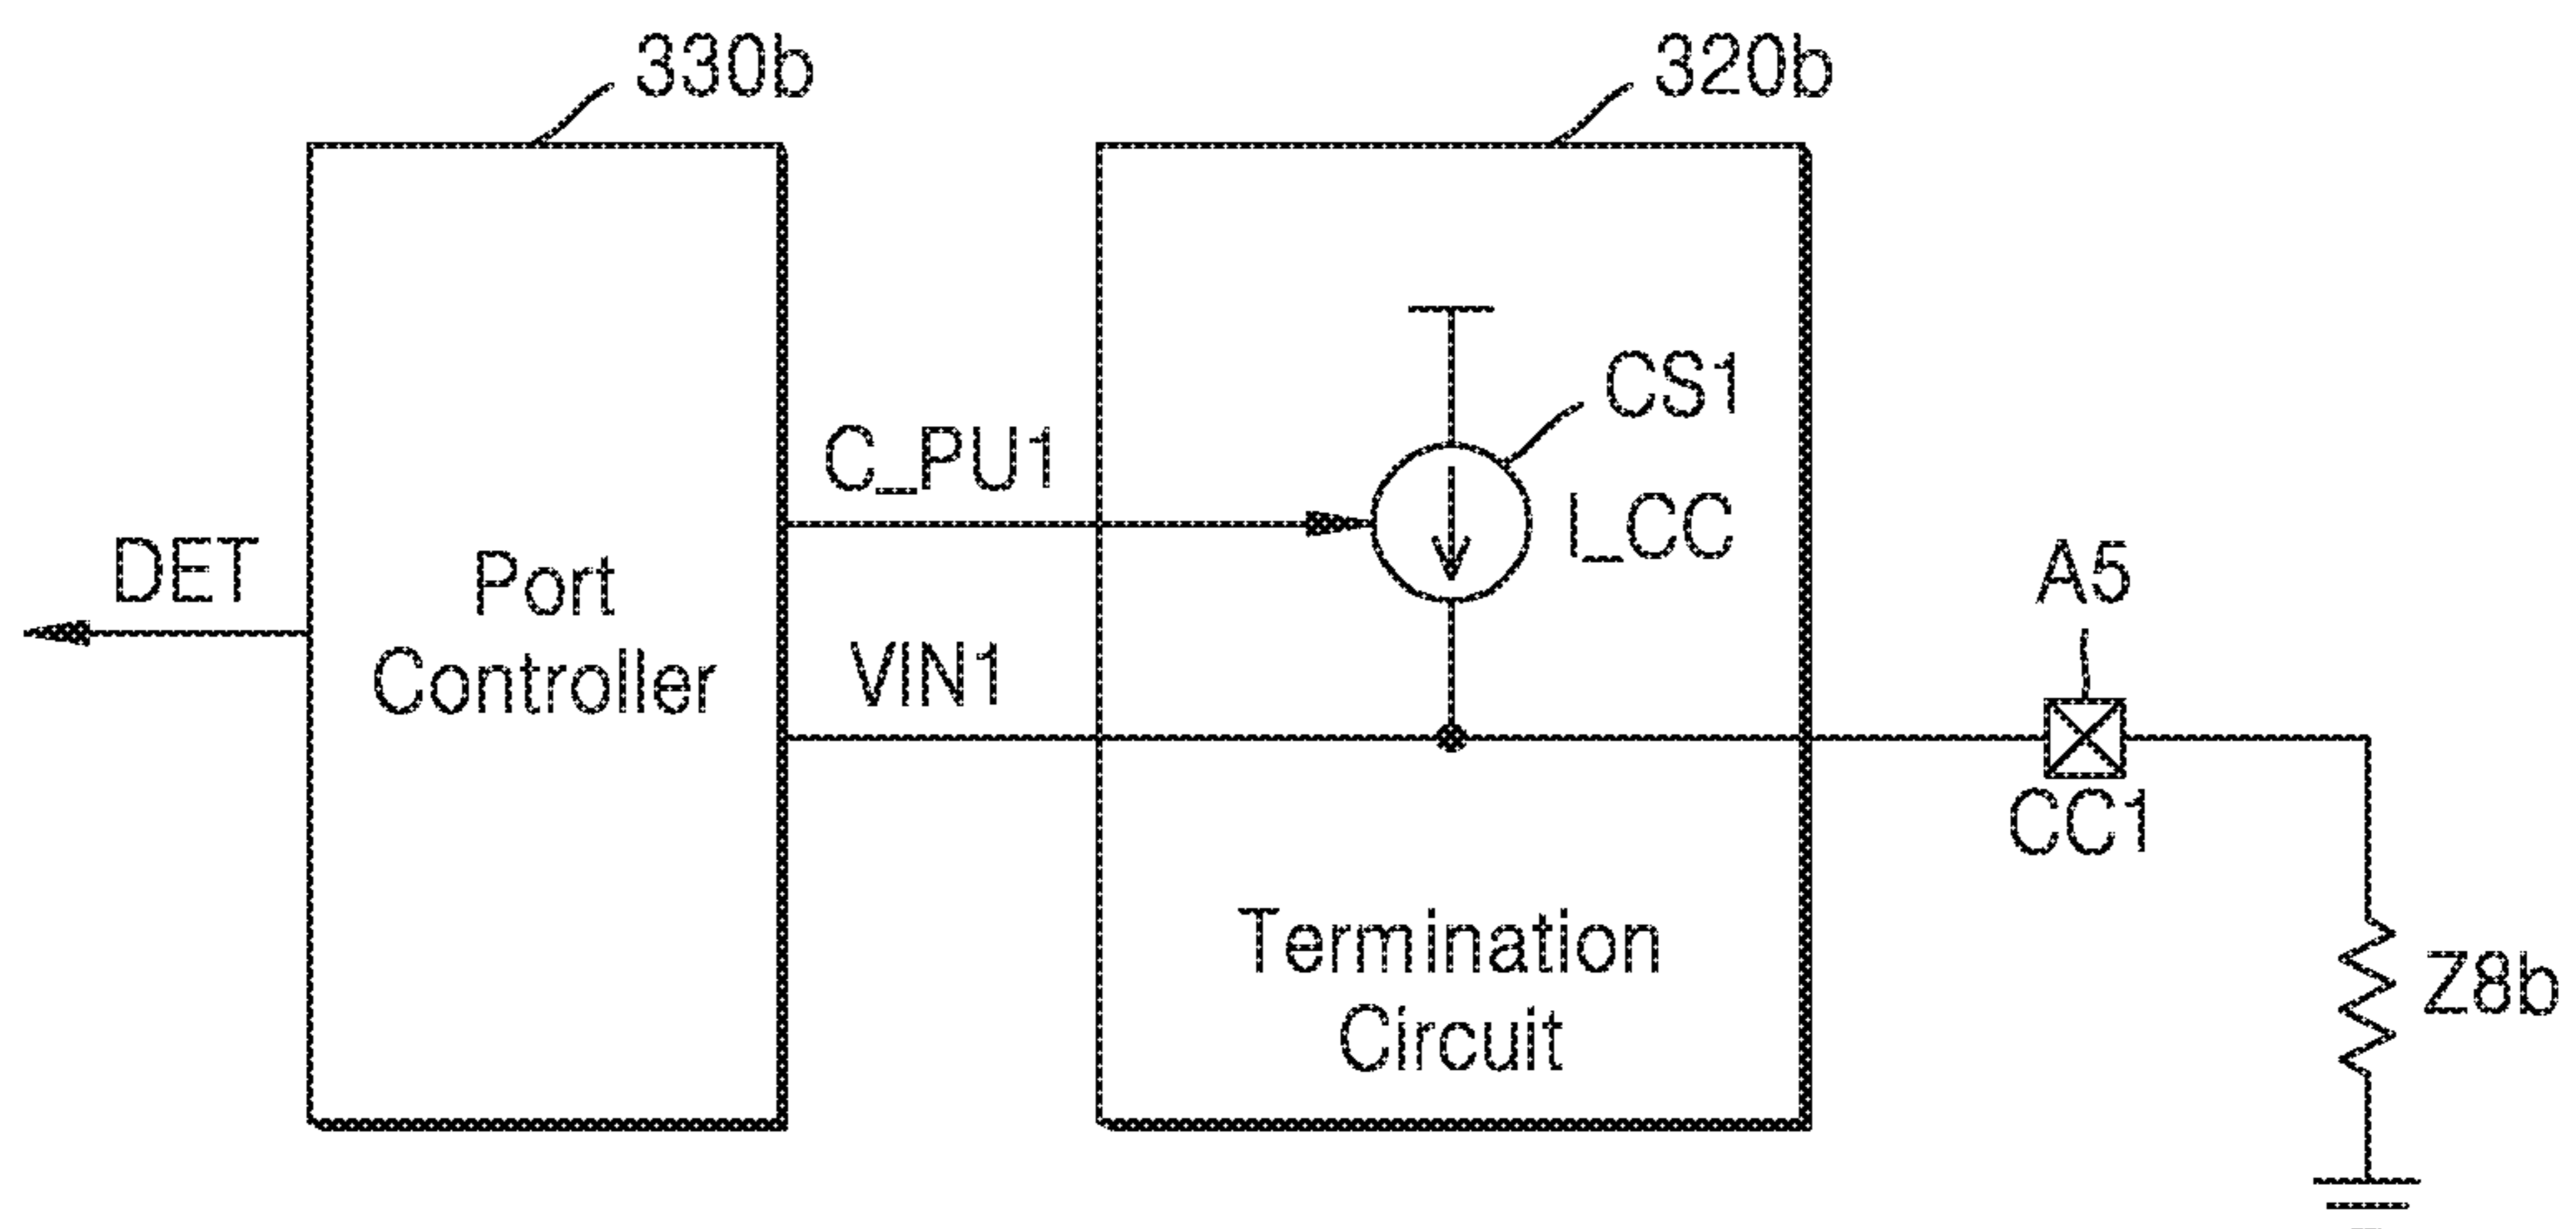 330b
320b
CS1
C_PU1
I_CC
DET
Port
Controller
VIN1
A5
CC1
Termination
Circuit
Z8b